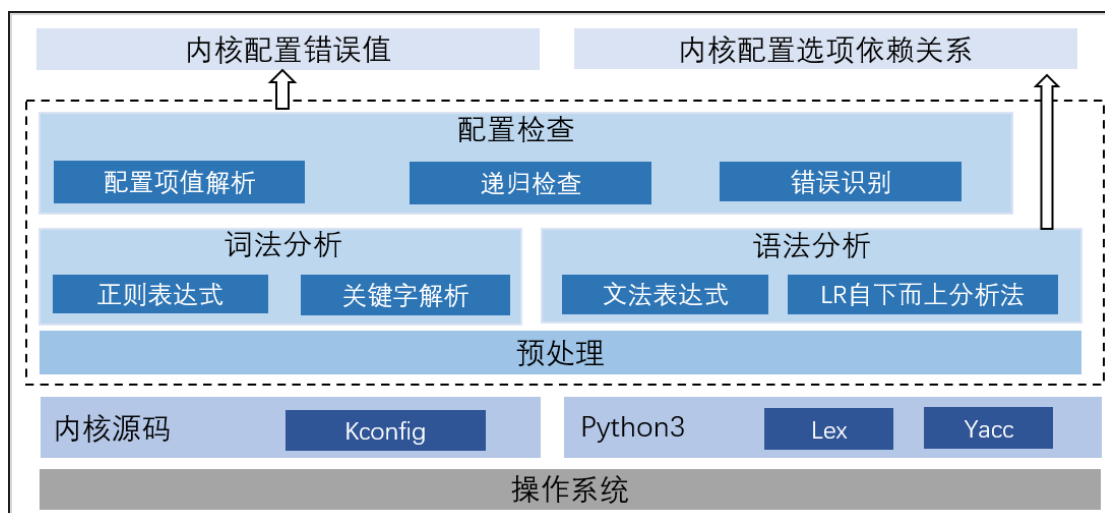 内核配置错误值
内核配置选项依赖关系
配置检查
配置项值解析
递归检查
错误识别
词法分析
语法分析
正则表达式
关键字解析
文法表达式
LR自下而上分析法
预处理
内核源码
Kconfig
Python3
Lex
Yacc
操作系统